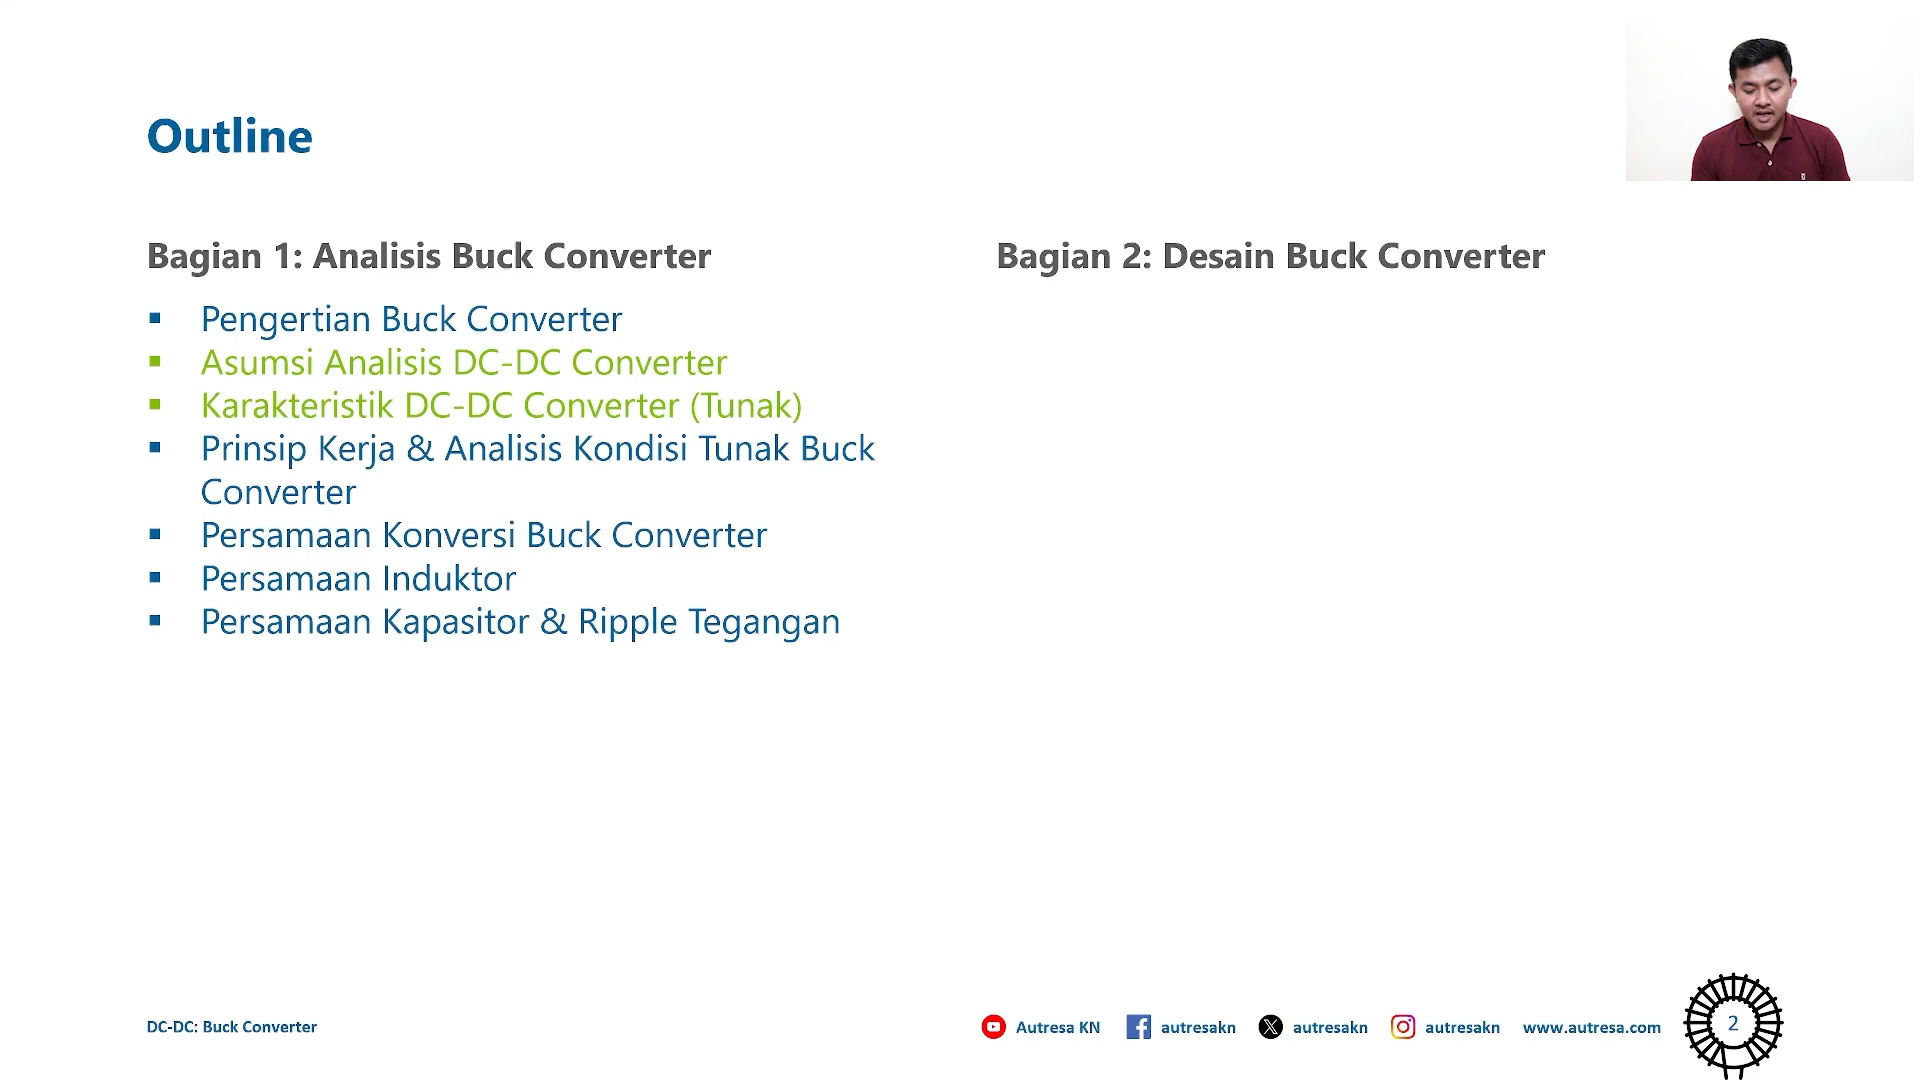 Outline
Bagian 1: Analisis Buck Converter
▪ Pengertian Buck Converter
▪ Asumsi Analisis DC-DC Converter
▪ Karakteristik DC-DC Converter (Tunak)
▪ Prinsip Kerja & Analisis Kondisi Tunak Buck
Converter
▪ Persamaan Konversi Buck Converter
▪ Persamaan Induktor
▪ Persamaan Kapasitor & Ripple Tegangan
Bagian 2: Desain Buck Converter
DC-DC: Buck Converter
Autresa KN autresakn autresakn autresakn www.autresa.com
2